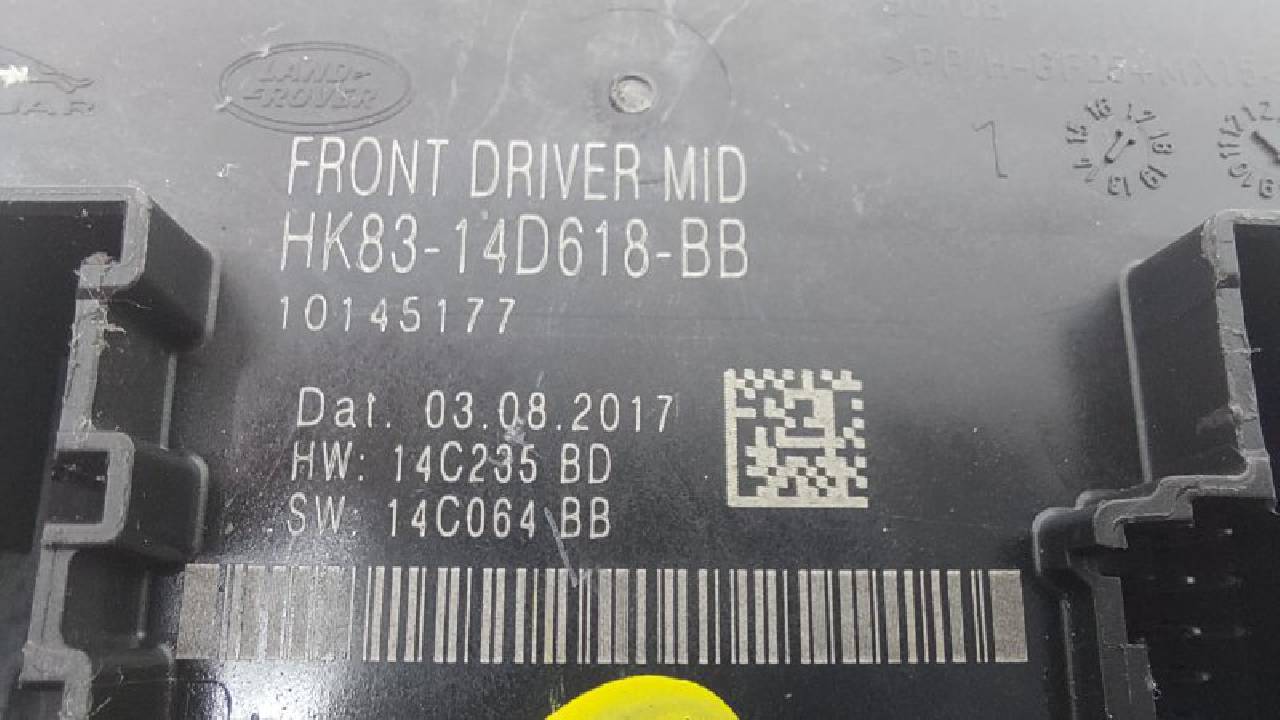 LAND-
ROVER
FRONT DRIVER MID
HK83-14D618-BB
10145177
Dat. 03.08.2017
HW: 14C235 BD
SW: 14C064 BB